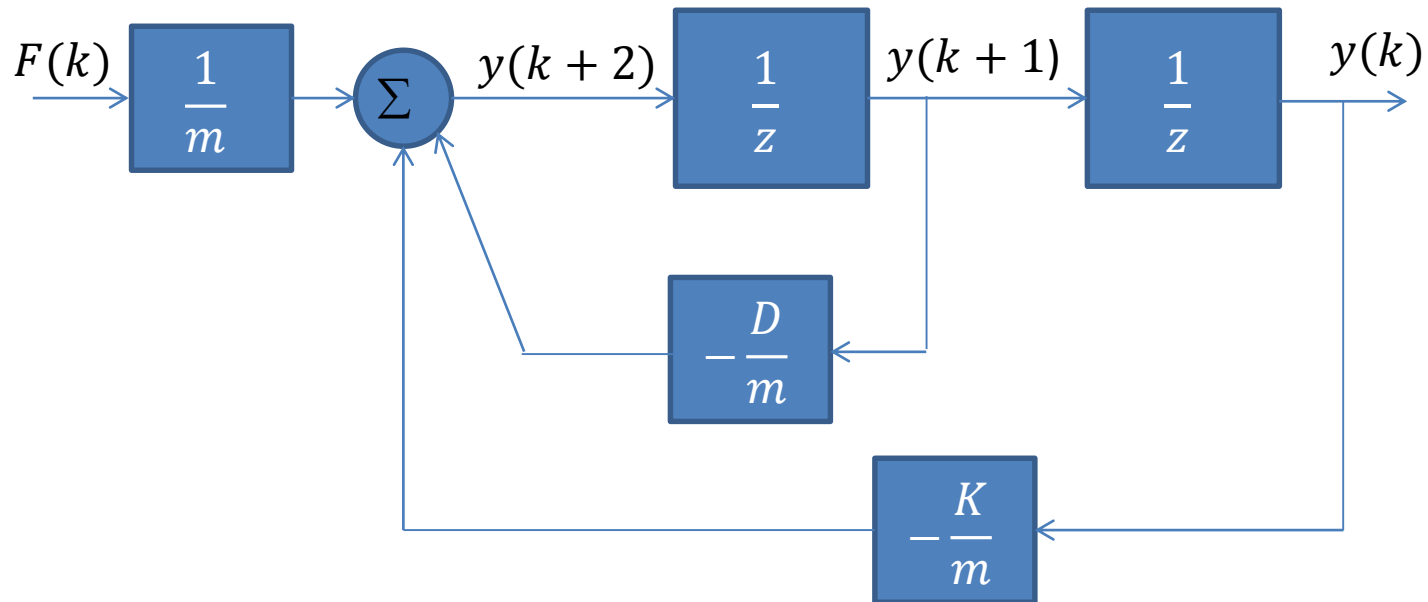 F(k)
1/m
Σ
y(k + 2)
1/z
y(k + 1)
1/z
y(k)
− D/m
− K/m